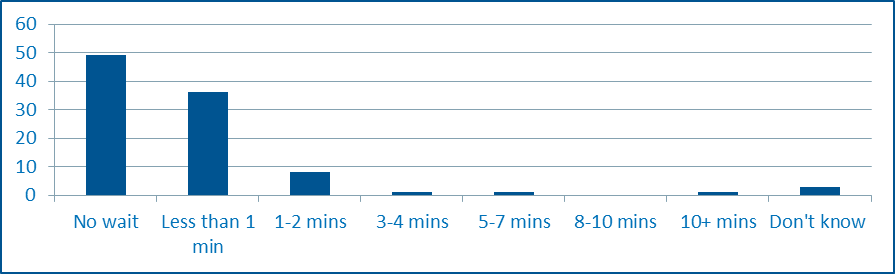 60
50
40
30
20
10
0
No wait
Less than 1
min
1-2 mins
3-4 mins
5-7 mins
8-10 mins
10+ mins
Don't know